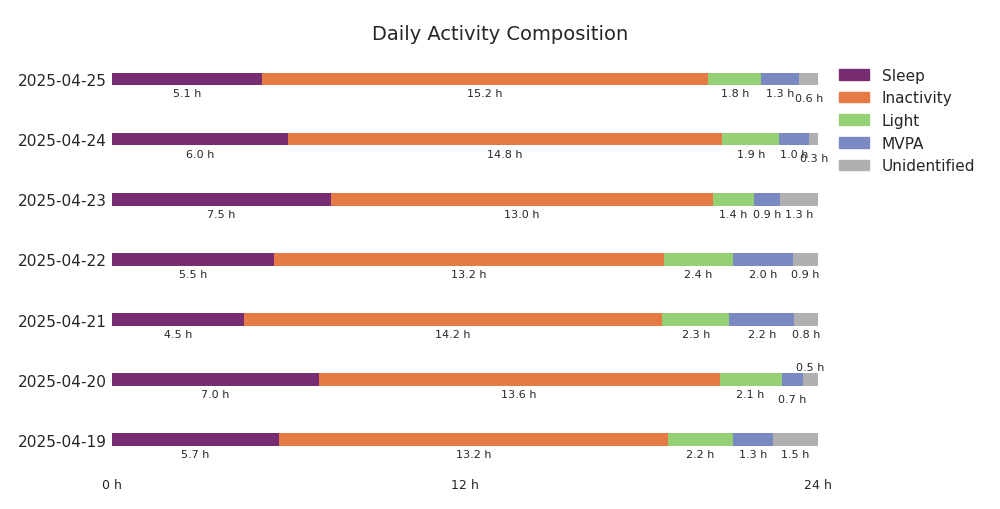 Daily Activity Composition
2025-04-25
5.1 h 15.2 h 1.8 h 1.3 h 0.6 h
2025-04-24
6.0 h 14.8 h 1.9 h 1.0 h 0.3 h
2025-04-23
7.5 h 13.0 h 1.4 h 0.9 h 1.3 h
2025-04-22
5.5 h 13.2 h 2.4 h 2.0 h 0.9 h
2025-04-21
4.5 h 14.2 h 2.3 h 2.2 h 0.8 h
2025-04-20
7.0 h 13.6 h 2.1 h 0.7 h 0.5 h
2025-04-19
5.7 h 13.2 h 2.2 h 1.3 h 1.5 h
0 h 12 h 24 h
Sleep
Inactivity
Light
MVPA
Unidentified